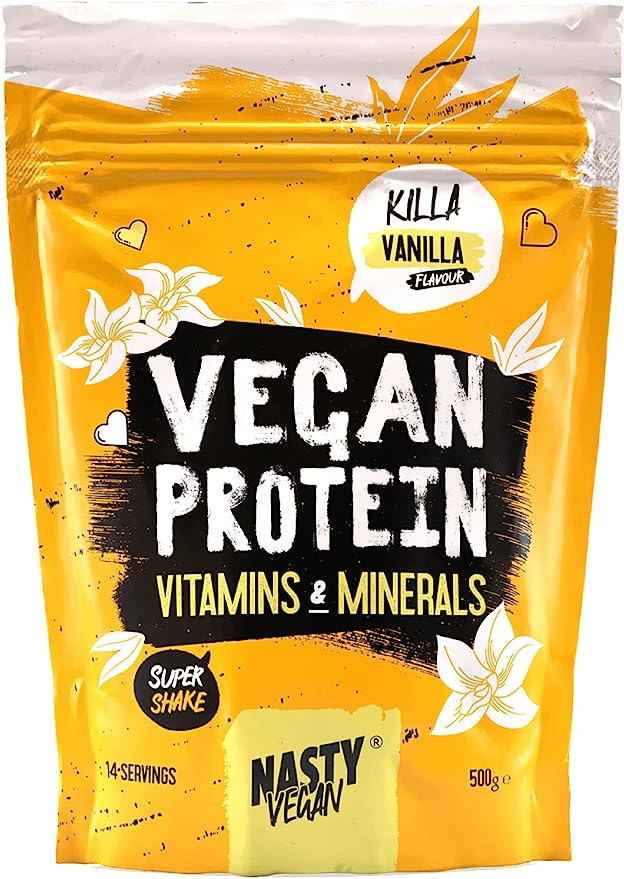 KILLA
VANILLA
FLAVOUR
VEGAN
PROTEIN
VITAMINS & MINERALS
SUPER
SHAKE
14+SERVINGS
NASTY ®
VEGAN
500g e